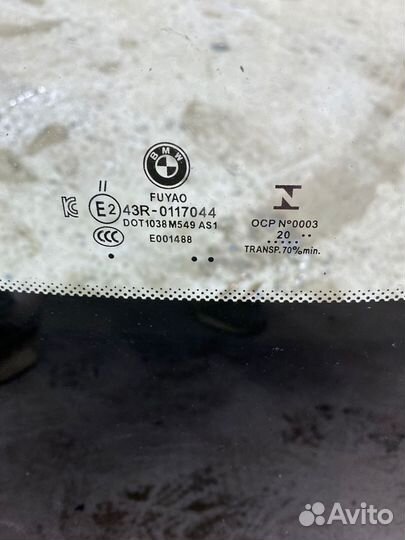 BMW
FUYAO
II
E2 43R-0117044
DOT1038 M549 AS1
CCC E001488
N
OCP N°0003
20
TRANSP.70%min.
Avito